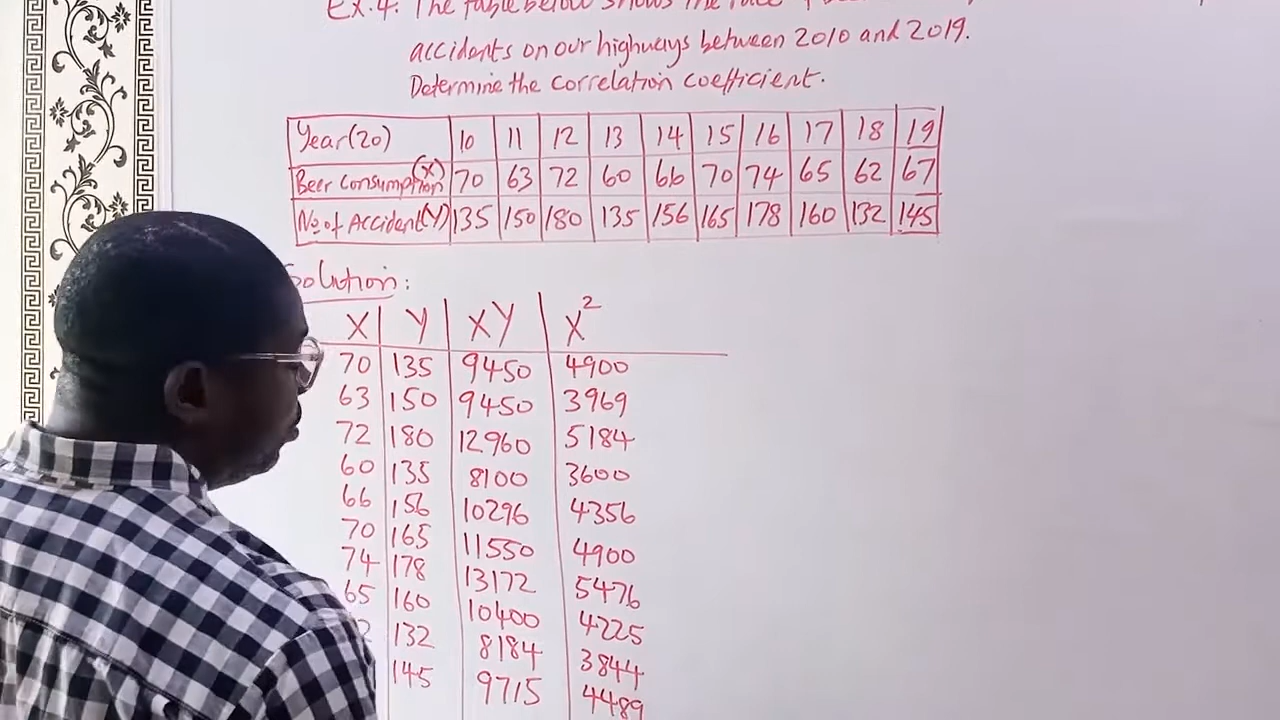 Ex.4. The table below shows the
accidents on our highways between 2010 and 2019.
Determine the correlation coefficient.
Year(20) 10 11 12 13 14 15 16 17 18 19
Beer Consumption (X) 70 63 72 60 66 70 74 65 62 67
No of Accident(Y) 135 150 180 135 156 165 178 160 132 145
Solution:
X Y XY X²
70 135 9450 4900
63 150 9450 3969
72 180 12960 5184
60 135 8100 3600
66 156 10296 4356
70 165 11550 4900
74 178 13172 5476
65 160 10400 4225
2 132 8184 3844
145 9715 4489